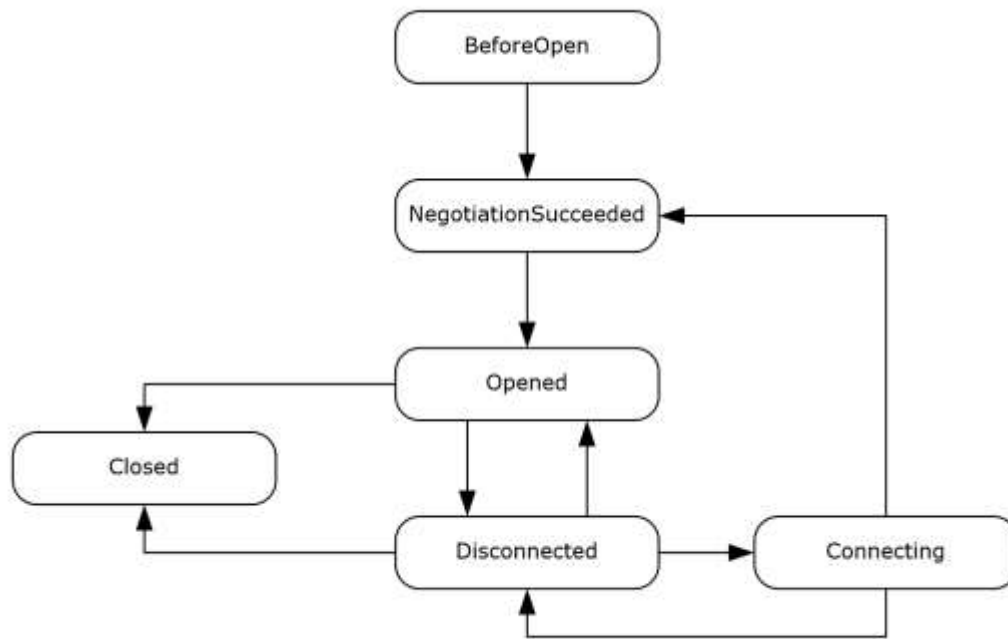 BeforeOpen
NegotiationSucceeded
Opened
Closed
Disconnected
Connecting